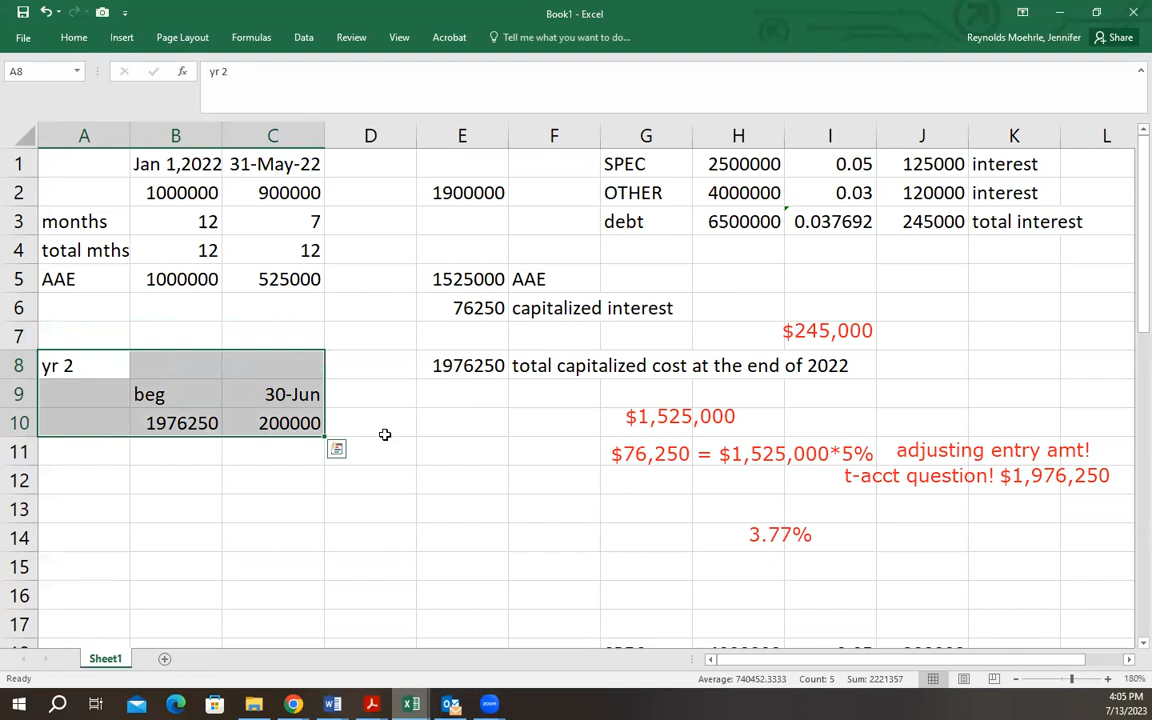 Book1 - Excel
File Home Insert Page Layout Formulas Data Review View Acrobat Tell me what you want to do... Reynolds Moehrle, Jennifer Share
A8 fx yr 2
A B C D E F G H I J K L
1 Jan 1,2022 31-May-22 SPEC 2500000 0.05 125000 interest
2 1000000 900000 1900000 OTHER 4000000 0.03 120000 interest
3 months 12 7 debt 6500000 0.037692 245000 total interest
4 total mths 12 12
5 AAE 1000000 525000 1525000 AAE
6 76250 capitalized interest
7 $245,000
8 yr 2 1976250 total capitalized cost at the end of 2022
9 beg 30-Jun
10 1976250 200000 $1,525,000
11 $76,250 = $1,525,000*5% adjusting entry amt!
12 t-acct question! $1,976,250
13
14 3.77%
15
16
17
Sheet1
Ready Average: 740452.3333 Count: 5 Sum: 2221357 180%
4:05 PM
7/13/2023